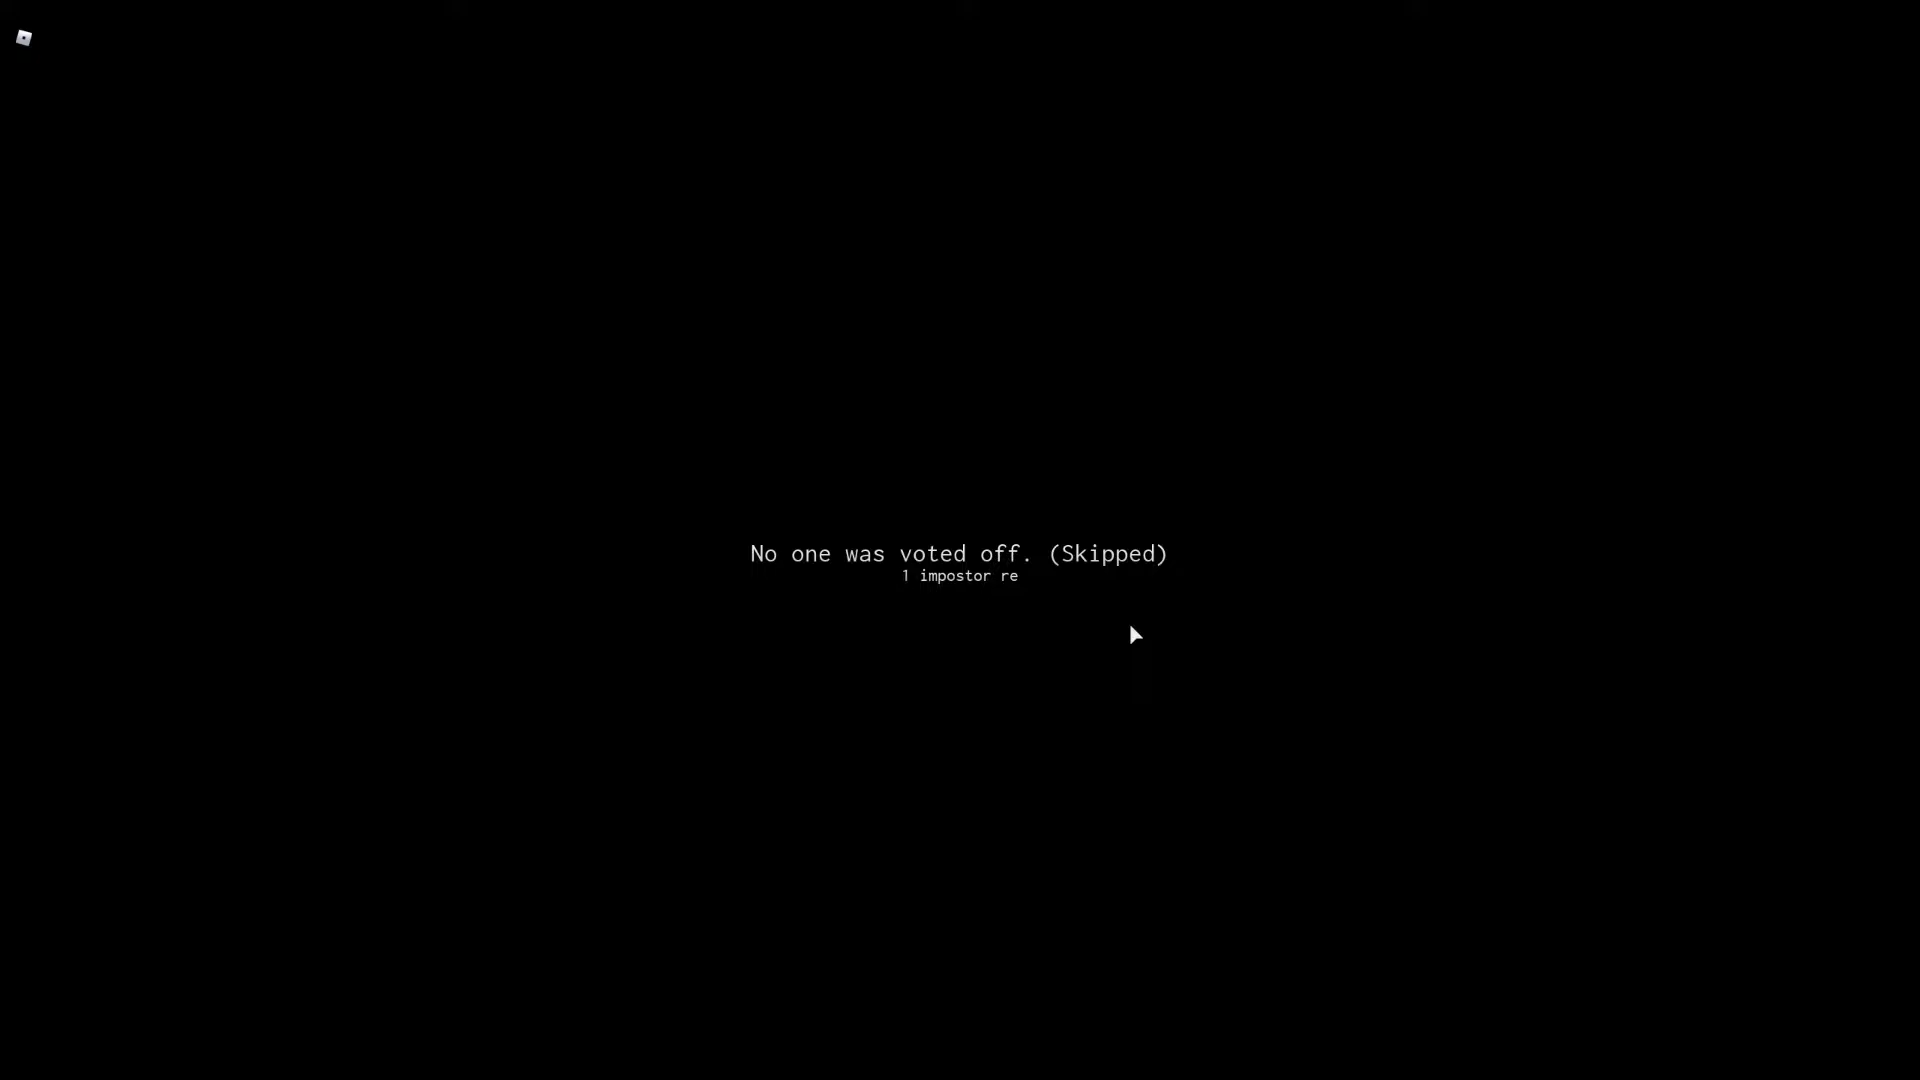 No one was voted off. (Skipped)
1 impostor re